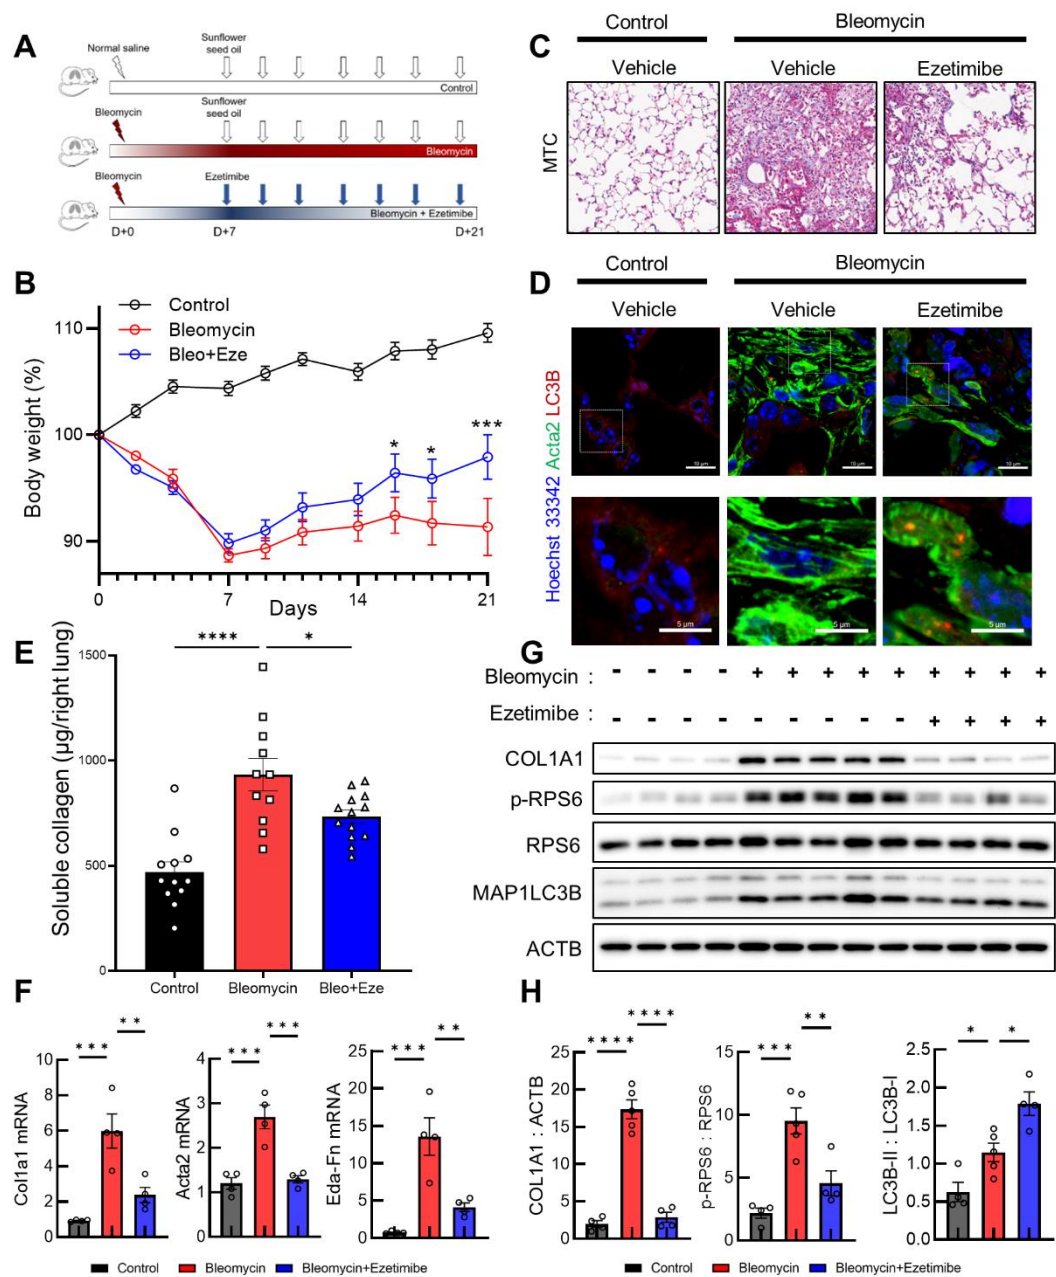 A
Normal saline
Sunflower
seed oil
Control
Bleomycin
Sunflower
seed oil
Bleomycin
Bleomycin
Ezetimibe
Bleomycin + Ezetimibe
D+0
D+7
D+21
B
Control
Bleomycin
Bleo+Eze
Body weight (%)
110
100
90
* * ***
0
7
14
21
Days
C
Control
Bleomycin
Vehicle
Vehicle
Ezetimibe
MTC
D
Control
Bleomycin
Vehicle
Vehicle
Ezetimibe
Hoechst 33342 Acta2 LC3B
10 µm
10 µm
10 µm
5 µm
5 µm
5 µm
E
Soluble collagen (µg/right lung)
1500
1000
500
0
****
*
Control
Bleomycin
Bleo+Eze
F
Col1a1 mRNA
10
8
6
4
2
0
***
**
Acta2 mRNA
4
3
2
1
0
***
***
Eda-Fn mRNA
25
20
15
10
5
0
***
**
Control
Bleomycin
Bleomycin+Ezetimibe
G
Bleomycin : - - - - + + + + + + + + +
Ezetimibe : - - - - - - - - - + + + +
COL1A1
p-RPS6
RPS6
MAP1LC3B
ACTB
H
COL1A1 : ACTB
25
20
15
10
5
0
****
****
p-RPS6 : RPS6
15
10
5
0
***
**
LC3B-II : LC3B-I
2.5
2.0
1.5
1.0
0.5
0.0
*
*
Control
Bleomycin
Bleomycin+Ezetimibe